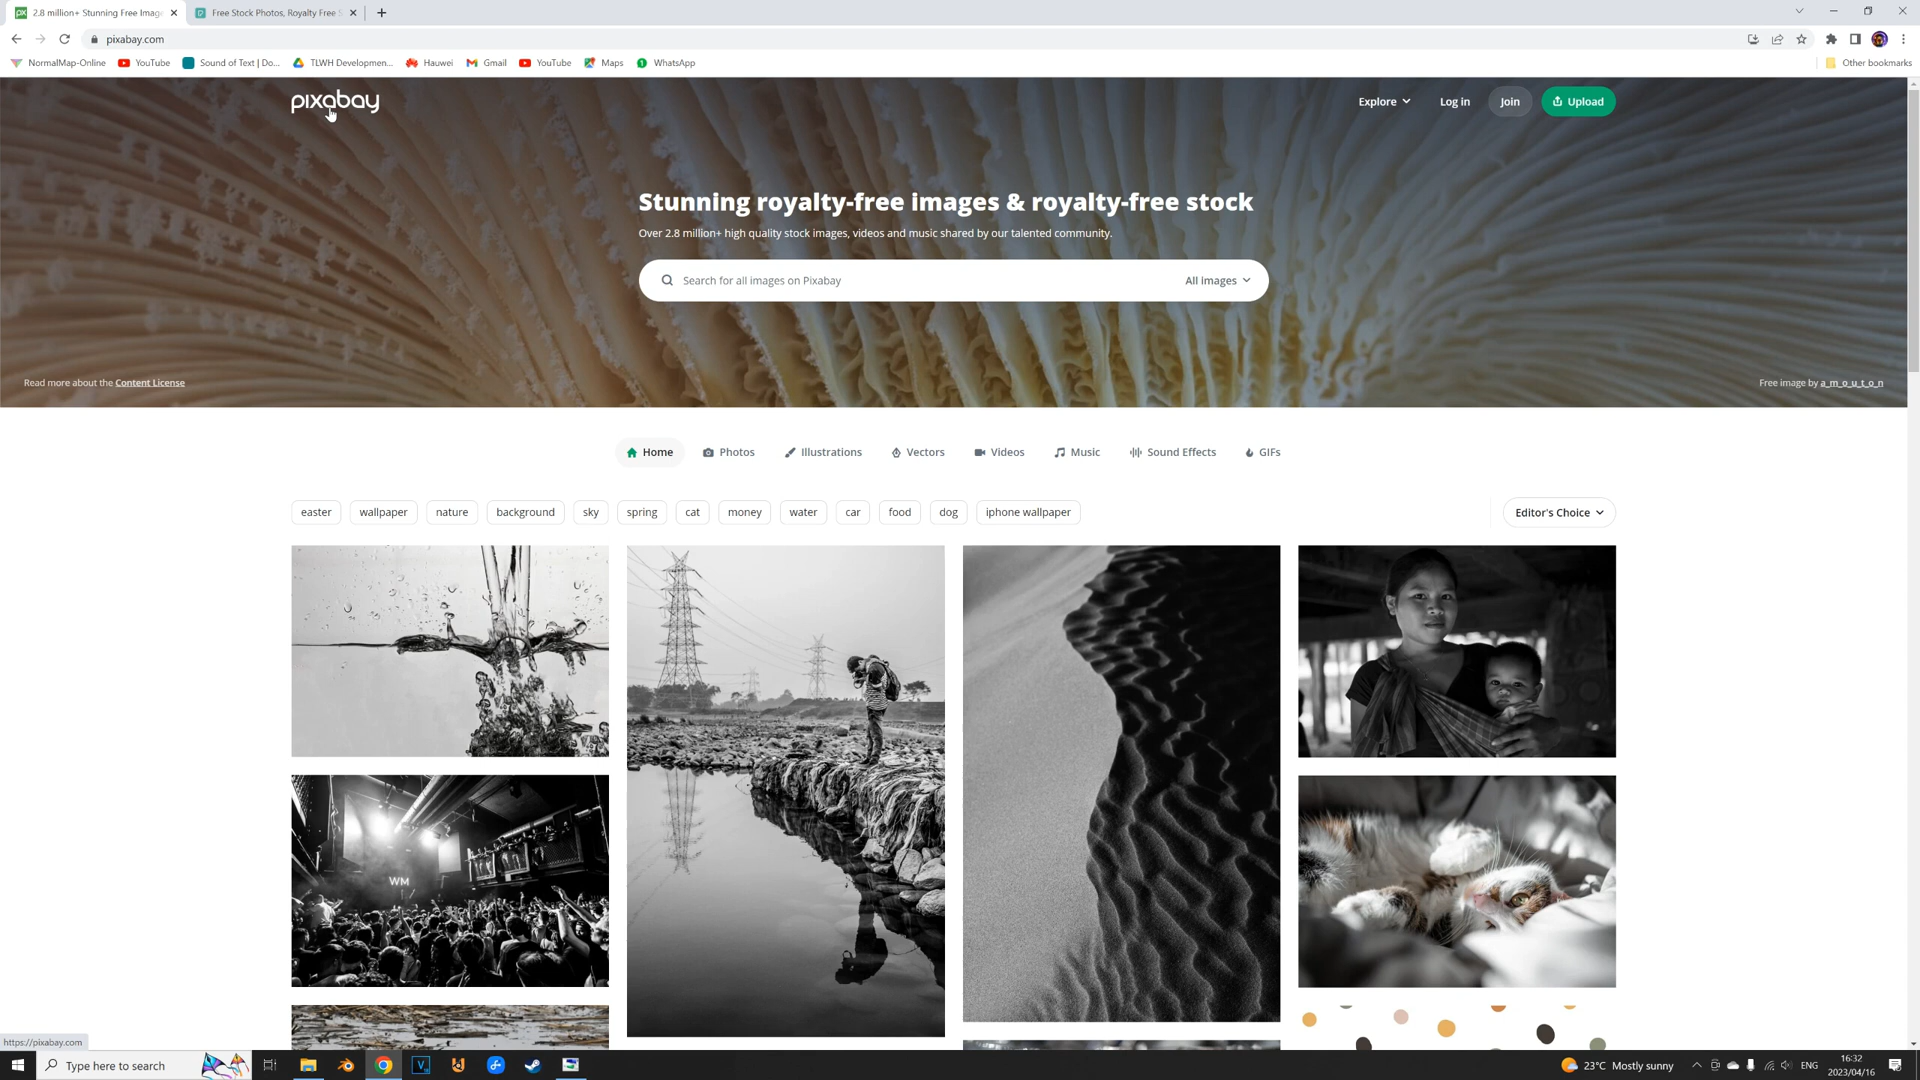 2.8 million+ Stunning Free Imag
Free Stock Photos, Royalty Free S
pixabay.com
NormalMap-Online
YouTube
Sound of Text | Do...
TLWH Developmen...
Hauwei
Gmail
YouTube
Maps
WhatsApp
Other bookmarks
pixabay
Explore
Log in
Join
Upload
Stunning royalty-free images & royalty-free stock
Over 2.8 million+ high quality stock images, videos and music shared by our talented community.
Search for all images on Pixabay
All images
Read more about the Content License
Free image by a_m_o_u_t_o_n
Home
Photos
Illustrations
Vectors
Videos
Music
Sound Effects
GIFs
easter
wallpaper
nature
background
sky
spring
cat
money
water
car
food
dog
iphone wallpaper
Editor's Choice
WM
https://pixabay.com
Type here to search
23°C Mostly sunny
ENG
16:32
2023/04/16